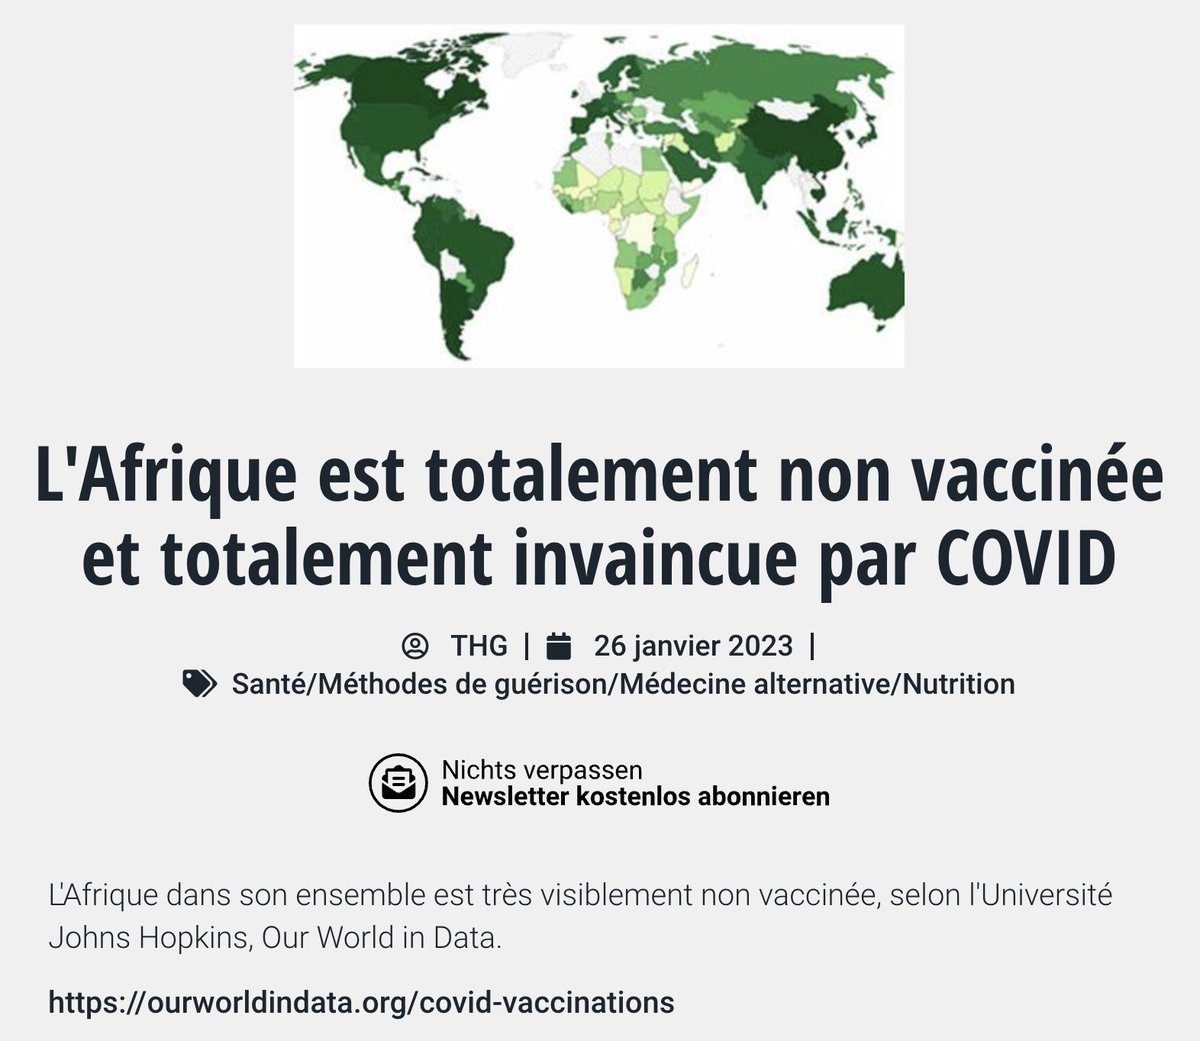 L'Afrique est totalement non vaccinée
et totalement invaincue par COVID
THG | 26 janvier 2023 |
Santé/Méthodes de guérison/Médecine alternative/Nutrition
Nichts verpassen
Newsletter kostenlos abonnieren
L'Afrique dans son ensemble est très visiblement non vaccinée, selon l'Université
Johns Hopkins, Our World in Data.
https://ourworldindata.org/covid-vaccinations